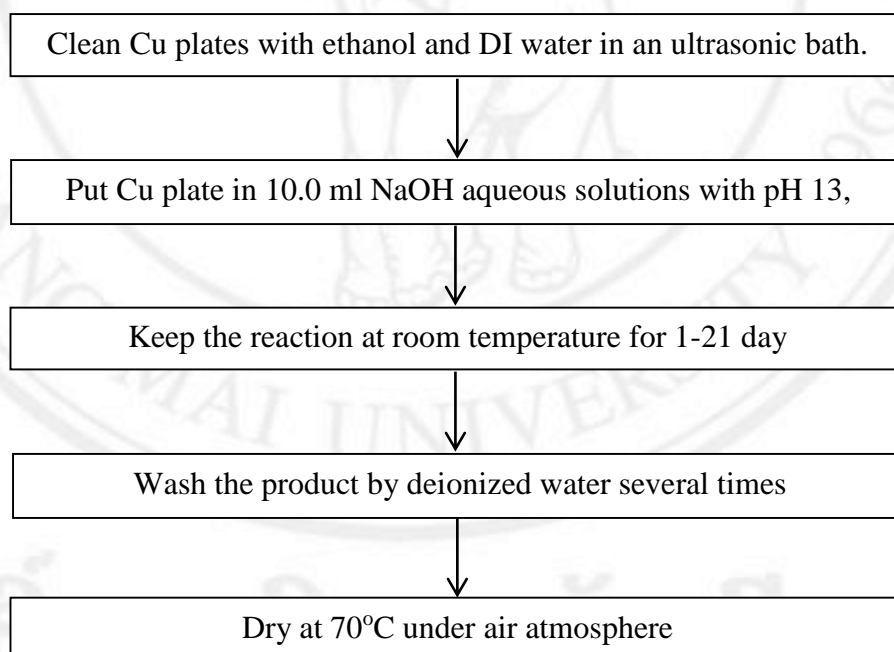 Clean Cu plates with ethanol and DI water in an ultrasonic bath.
Put Cu plate in 10.0 ml NaOH aqueous solutions with pH 13,
Keep the reaction at room temperature for 1-21 day
MAI UNIVERSITY
Wash the product by deionized water several times
Dry at 70°C under air atmosphere